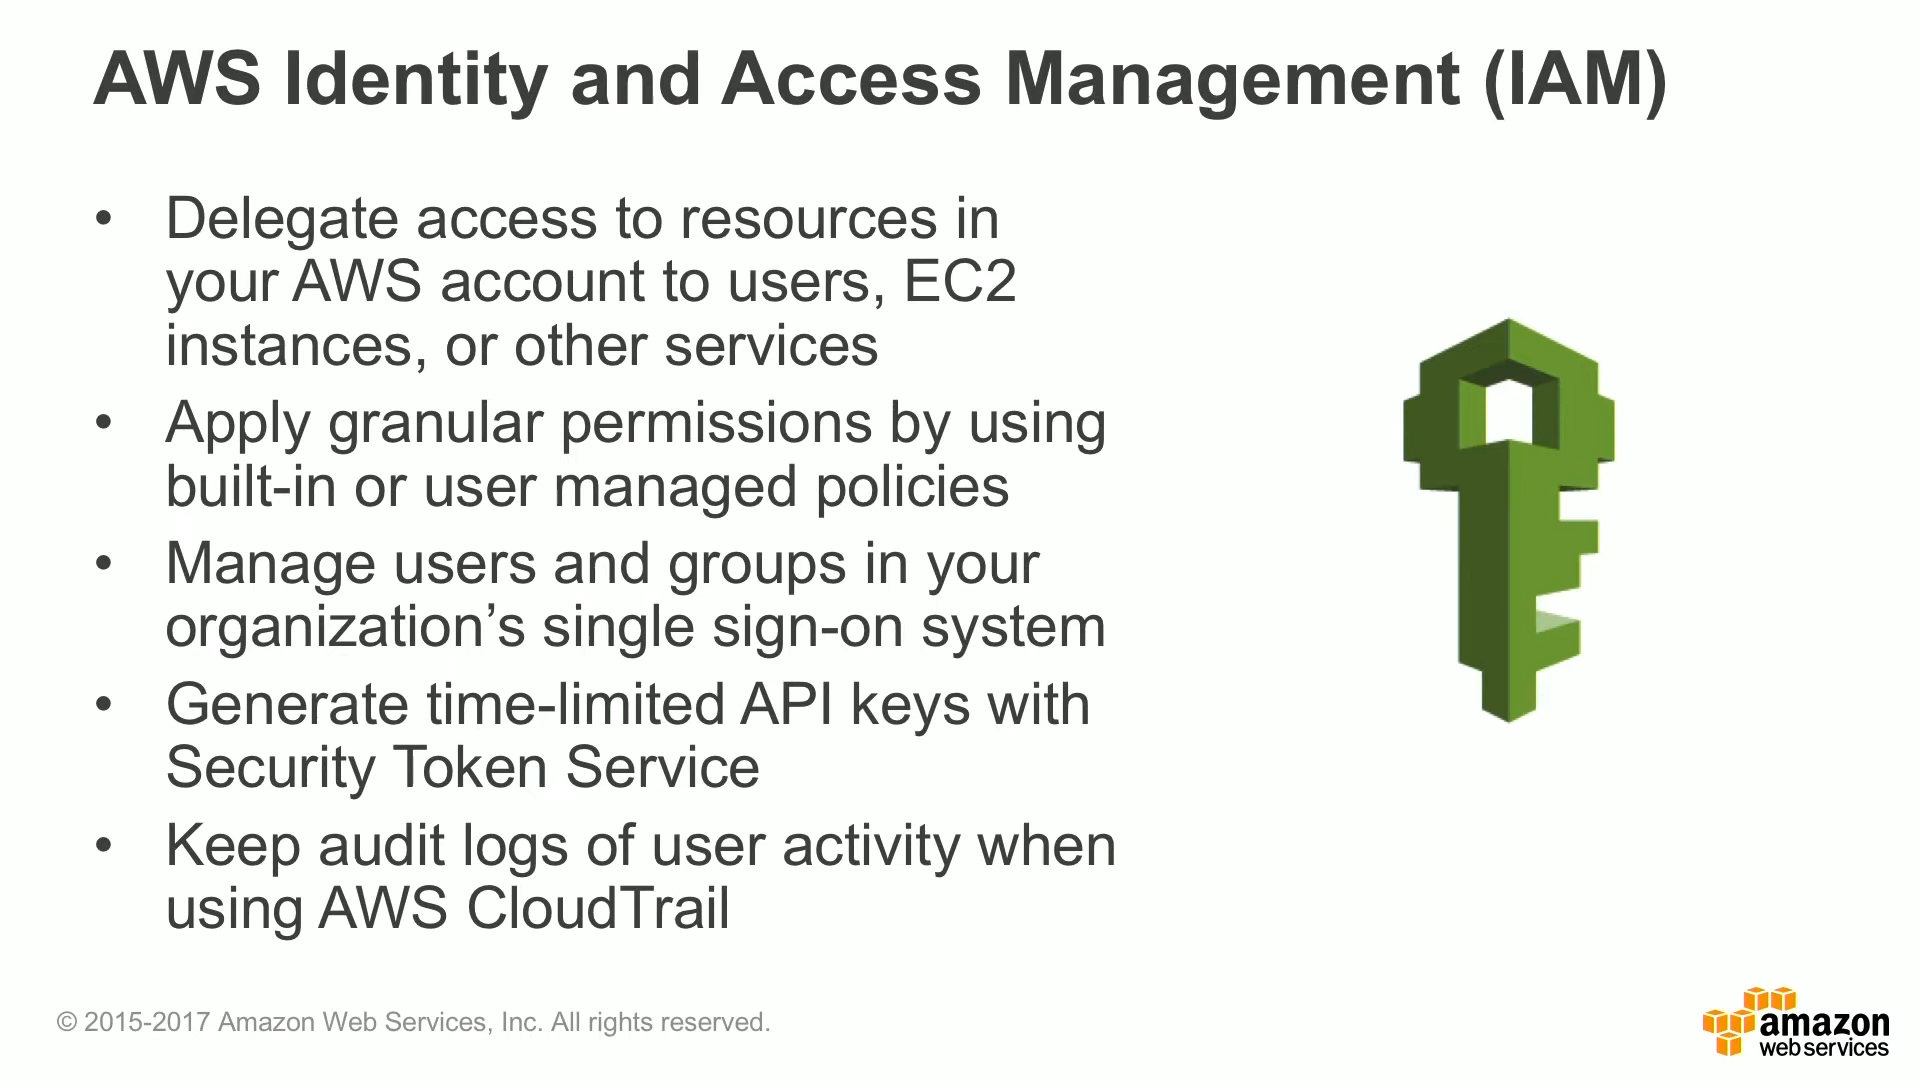 AWS Identity and Access Management (IAM)
• Delegate access to resources in
your AWS account to users, EC2
instances, or other services
• Apply granular permissions by using
built-in or user managed policies
• Manage users and groups in your
organization’s single sign-on system
• Generate time-limited API keys with
Security Token Service
• Keep audit logs of user activity when
using AWS CloudTrail
© 2015-2017 Amazon Web Services, Inc. All rights reserved.
amazon
web services